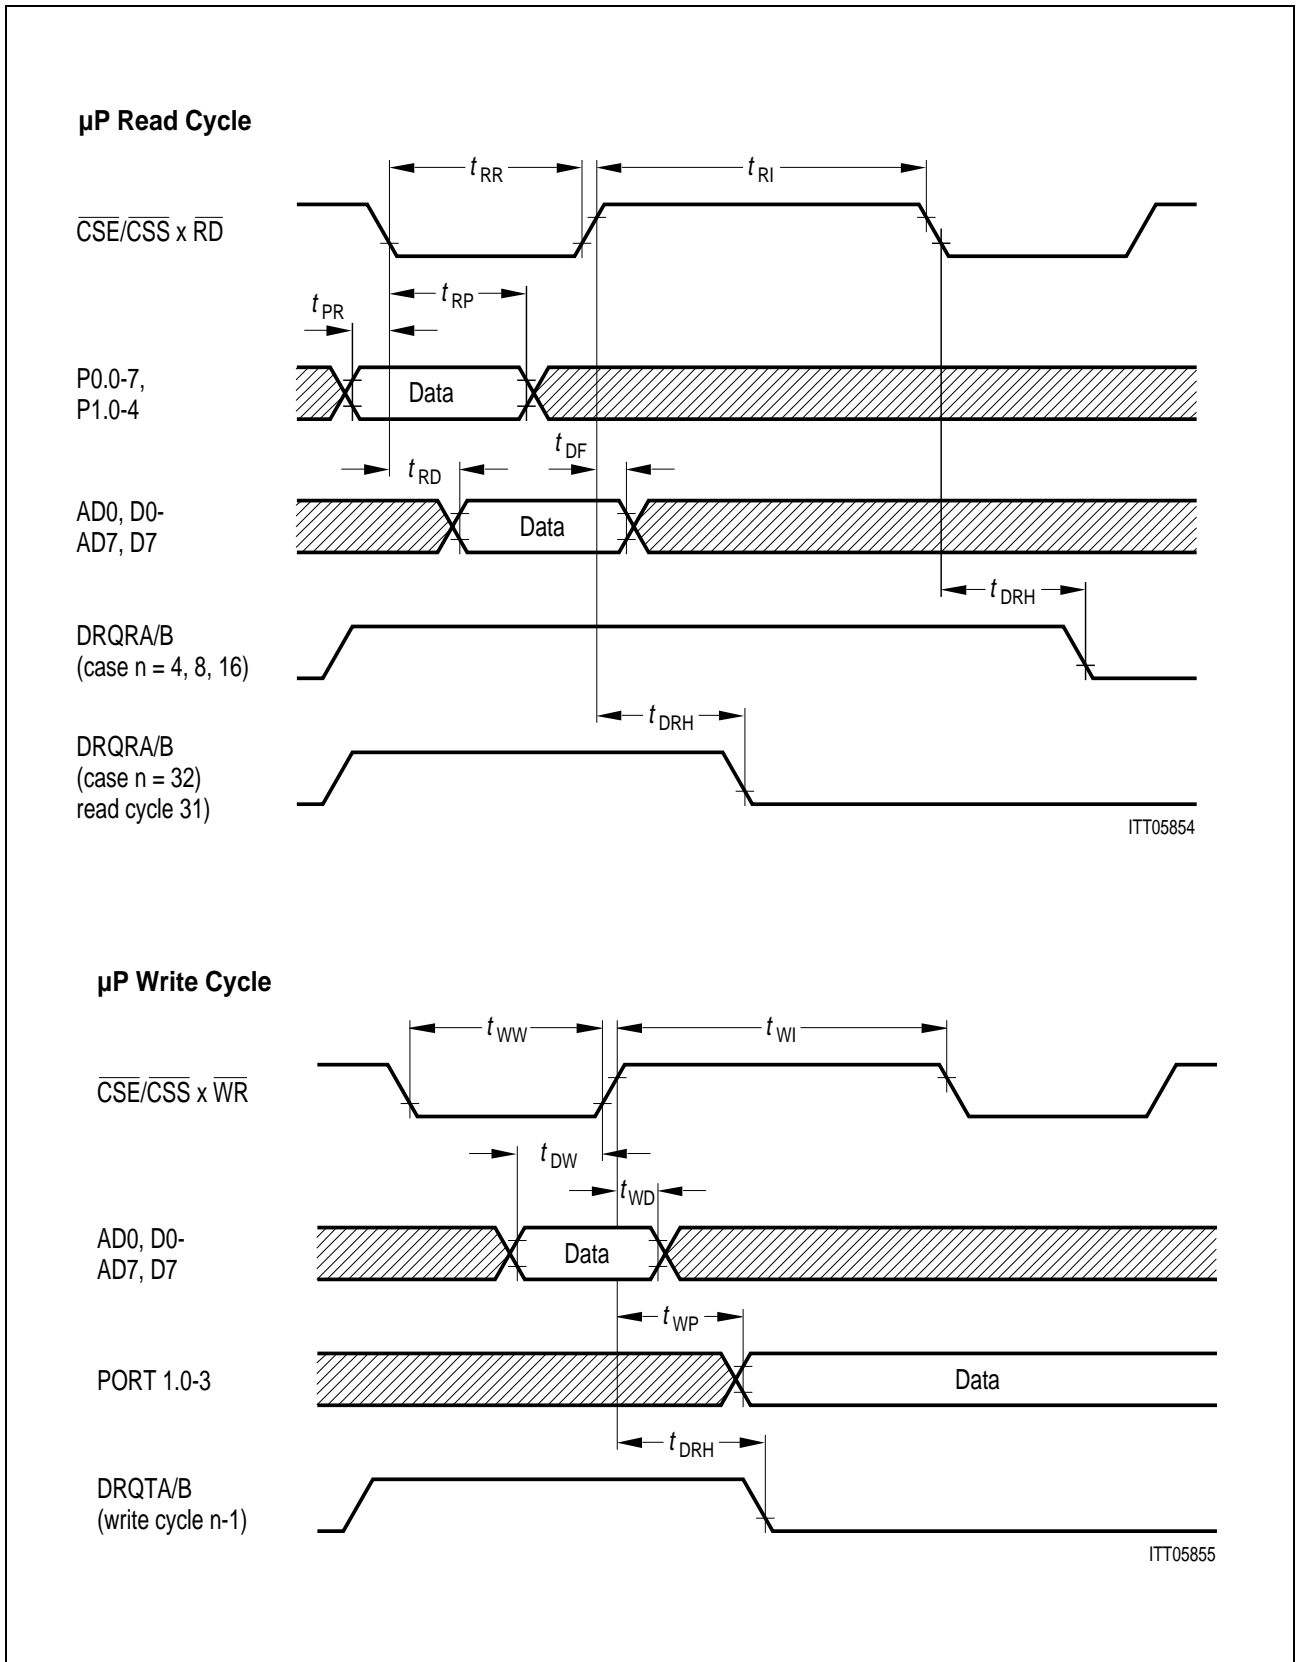 µP Read Cycle
t RR
t RI
CSE/CSS x RD
t PR
t RP
P0.0-7,
P1.0-4
Data
t DF
t RD
AD0, D0-
AD7, D7
Data
t DRH
DRQRA/B
(case n = 4, 8, 16)
t DRH
DRQRA/B
(case n = 32)
read cycle 31)
ITT05854
µP Write Cycle
t WW
t WI
CSE/CSS x WR
t DW
t WD
AD0, D0-
AD7, D7
Data
t WP
PORT 1.0-3
Data
t DRH
DRQTA/B
(write cycle n-1)
ITT05855